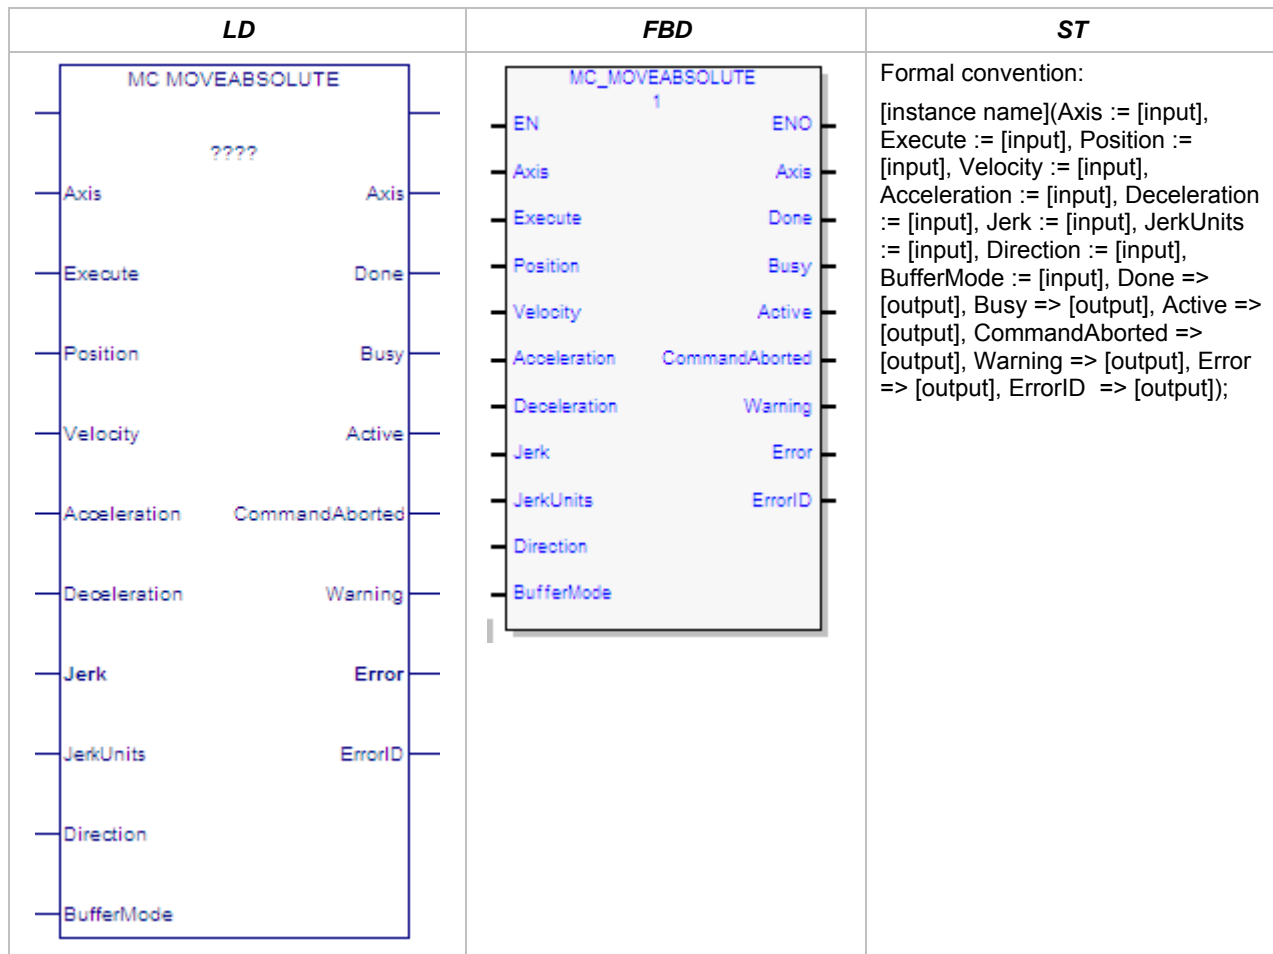 LD
FBD
ST
MC MOVEABSOLUTE
????
Axis Axis
Execute Done
Position Busy
Velocity Active
Acceleration CommandAborted
Deceleration Warning
Jerk Error
JerkUnits ErrorID
Direction
BufferMode
MC_MOVEABSOLUTE
1
EN ENO
Axis Axis
Execute Done
Position Busy
Velocity Active
Acceleration CommandAborted
Deceleration Warning
Jerk Error
JerkUnits ErrorID
Direction
BufferMode
Formal convention:
[instance name](Axis := [input],
Execute := [input], Position :=
[input], Velocity := [input],
Acceleration := [input], Deceleration
:= [input], Jerk := [input], JerkUnits
:= [input], Direction := [input],
BufferMode := [input], Done =>
[output], Busy => [output], Active =>
[output], CommandAborted =>
[output], Warning => [output], Error
=> [output], ErrorID => [output]);